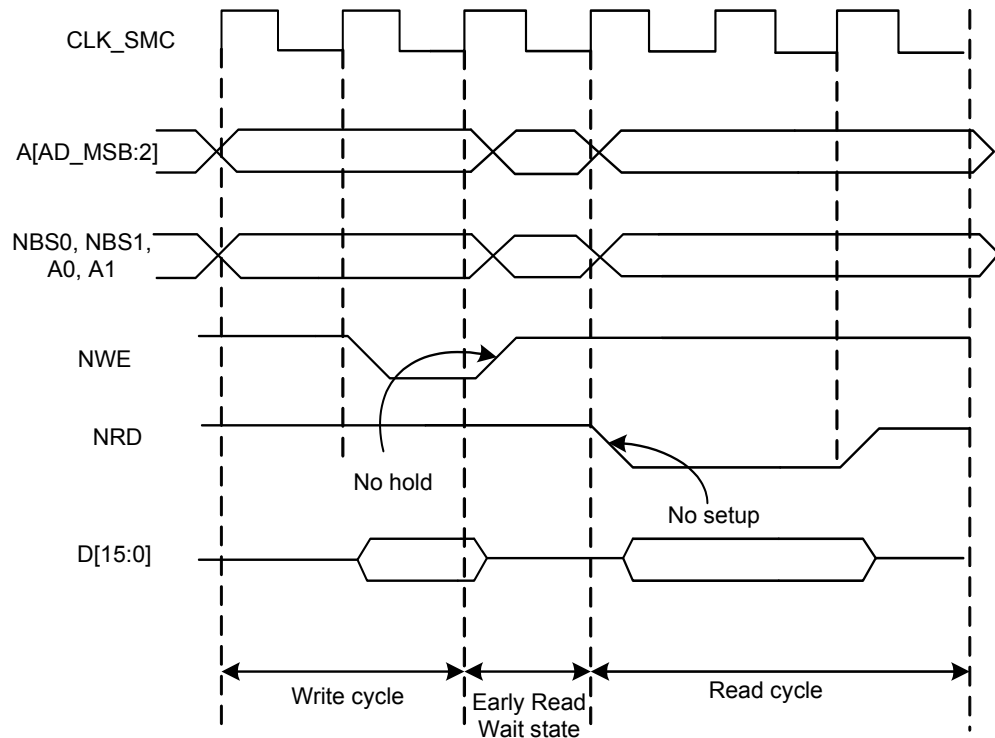 CLK_SMC
A[AD_MSB:2]
NBS0, NBS1,
A0, A1
NWE
NRD
No hold
No setup
D[15:0]
Write cycle
Early Read
Wait state
Read cycle